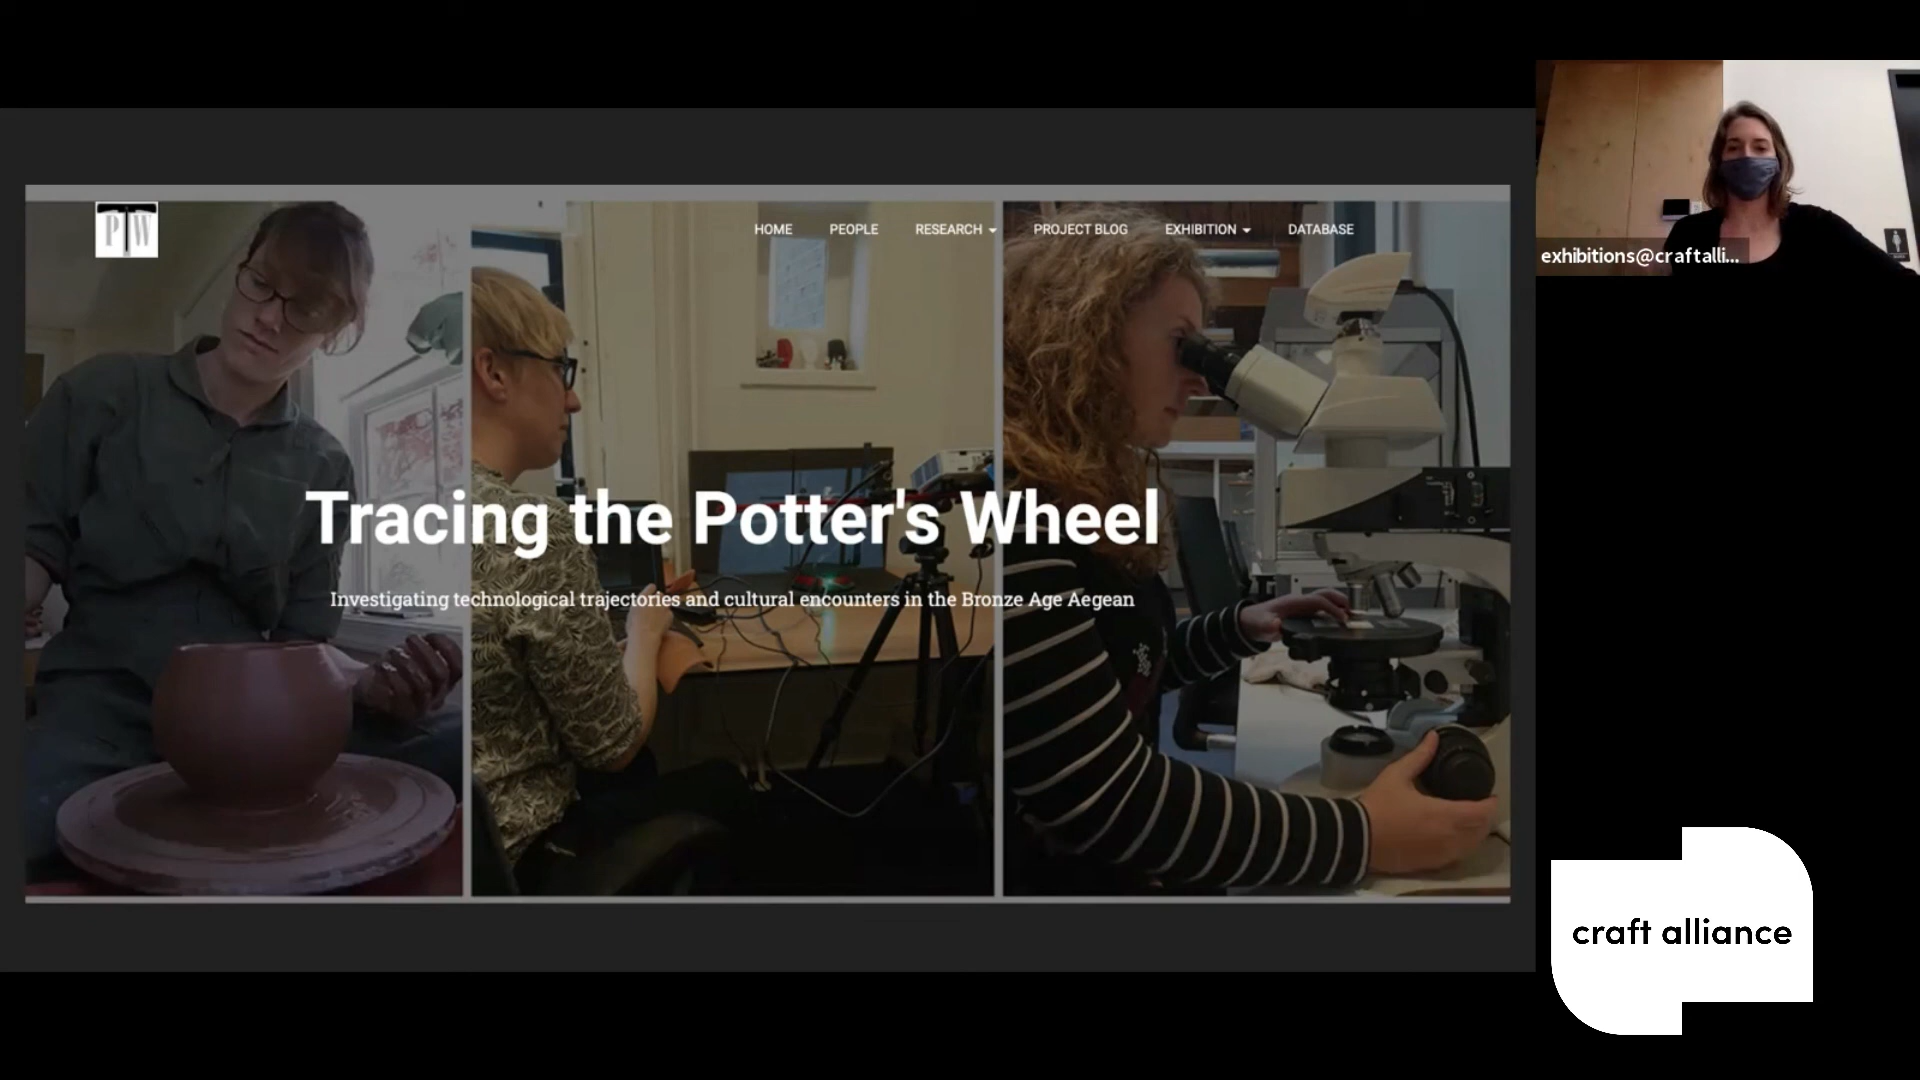 PTW
HOME PEOPLE RESEARCH PROJECT BLOG EXHIBITION DATABASE
Tracing the Potter's Wheel
Investigating technological trajectories and cultural encounters in the Bronze Age Aegean
exhibitions@craftalli...
craft alliance